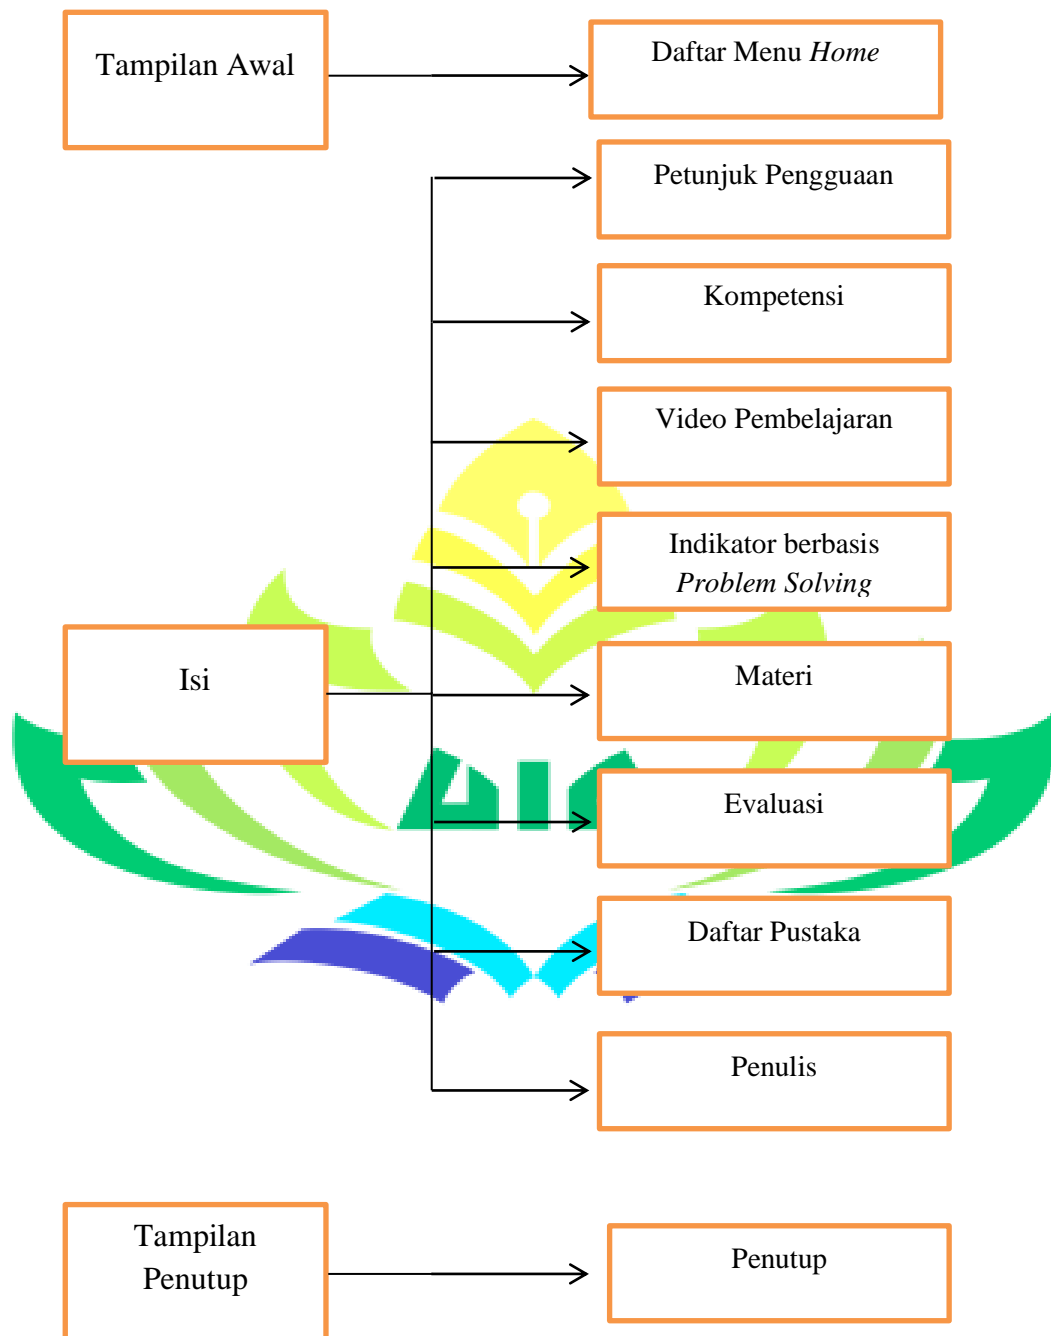 Tampilan Awal
Daftar Menu Home
Petunjuk Pengguaan
Kompetensi
Video Pembelajaran
Indikator berbasis
Problem Solving
Isi
Materi
Evaluasi
Daftar Pustaka
Penulis
Tampilan
Penutup
Penutup